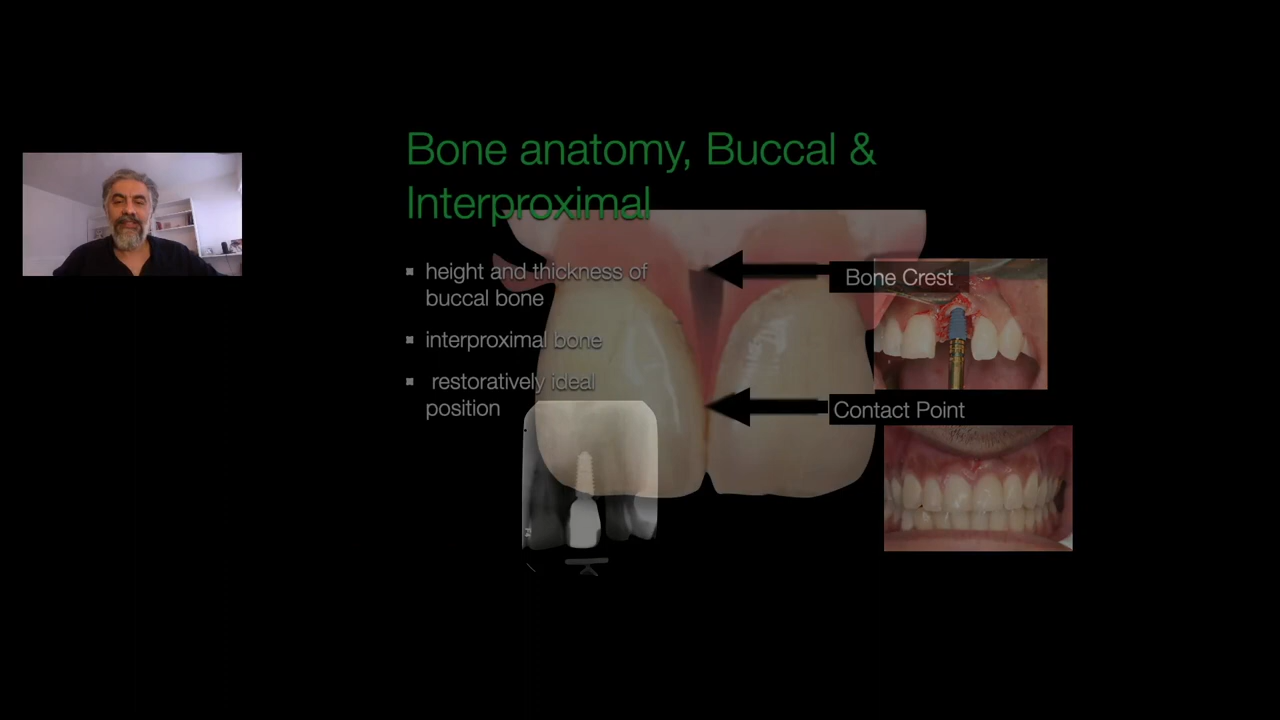 Bone anatomy, Buccal &
Interproximal
height and thickness of
buccal bone
interproximal bone
restoratively ideal
position
Bone Crest
Contact Point